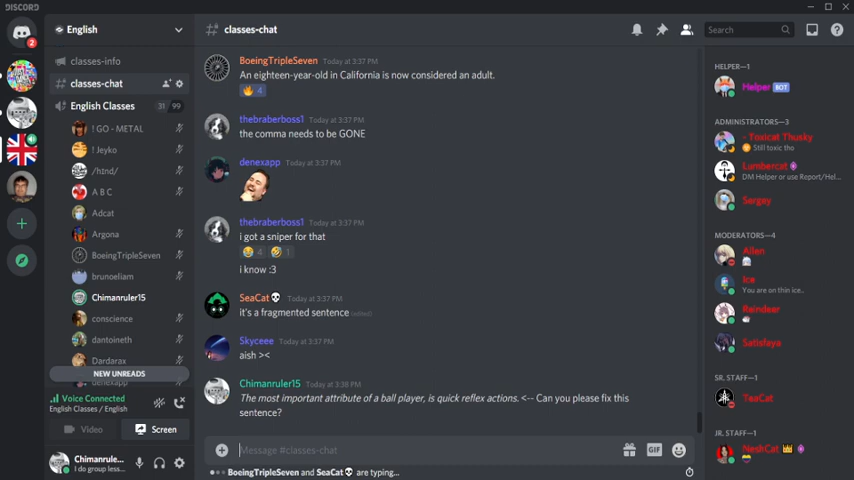 DISCORD
English
classes-chat
Search
2
classes-info
classes-chat
English Classes 31 99
! GO - METAL
! Jeyko
/h1nd/
A B C
Adcat
Argona
BoeingTripleSeven
brunoeliam
Chimanruler15
conscience
dantoineth
Dardarax
NEW UNREADS
denexapp
Voice Connected
English Classes / English
Video
Screen
Chimanrule...
I do group less...
BoeingTripleSeven Today at 3:37 PM
An eighteen-year-old in California is now considered an adult.
4
thebraberboss1 Today at 3:37 PM
the comma needs to be GONE
denexapp Today at 3:37 PM
thebraberboss1 Today at 3:37 PM
i got a sniper for that
4 1
i know :3
SeaCat Today at 3:37 PM
it's a fragmented sentence (edited)
Skyceee Today at 3:37 PM
aish ><
Chimanruler15 Today at 3:38 PM
The most important attribute of a ball player, is quick reflex actions. <-- Can you please fix this
sentence?
Message #classes-chat
GIF
BoeingTripleSeven and SeaCat are typing...
HELPER—1
Helper BOT
ADMINISTRATORS—3
- Toxicat Thusky
Still toxic tho
Lumbercat
DM Helper or use Report/Hel...
Sergey
MODERATORS—4
Allen
Ice
You are on thin ice..
Reindeer
Satisfaya
SR. STAFF—1
TeaCat
JR. STAFF—1
NeshCat